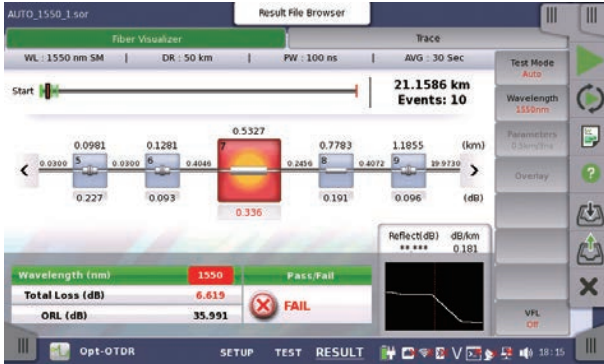 AUTO_1550_1.sor
Result File Browser
Fiber Visualizer
Trace
WL : 1550 nm SM | DR : 50 km | PW : 100 ns | AVG : 30 Sec
Start
21.1586 km
Events: 10
0.0981 0.1281 0.5327 0.7783 1.1855 (km)
0.0300 5 0.0300 6 0.4046 7 0.2456 8 0.4072 9 19.9730
0.227 0.093 0.336 0.191 0.096 (dB)
Reflect(dB) dB/km
**.*** 0.181
Wavelength (nm) 1550 Pass/Fail
Total Loss (dB) 6.619
FAIL
ORL (dB) 35.991
Test Mode
Auto
Wavelength
1550nm
Parameters
Overlay
VFL
Off
Opt-OTDR
SETUP TEST RESULT
V
18:15